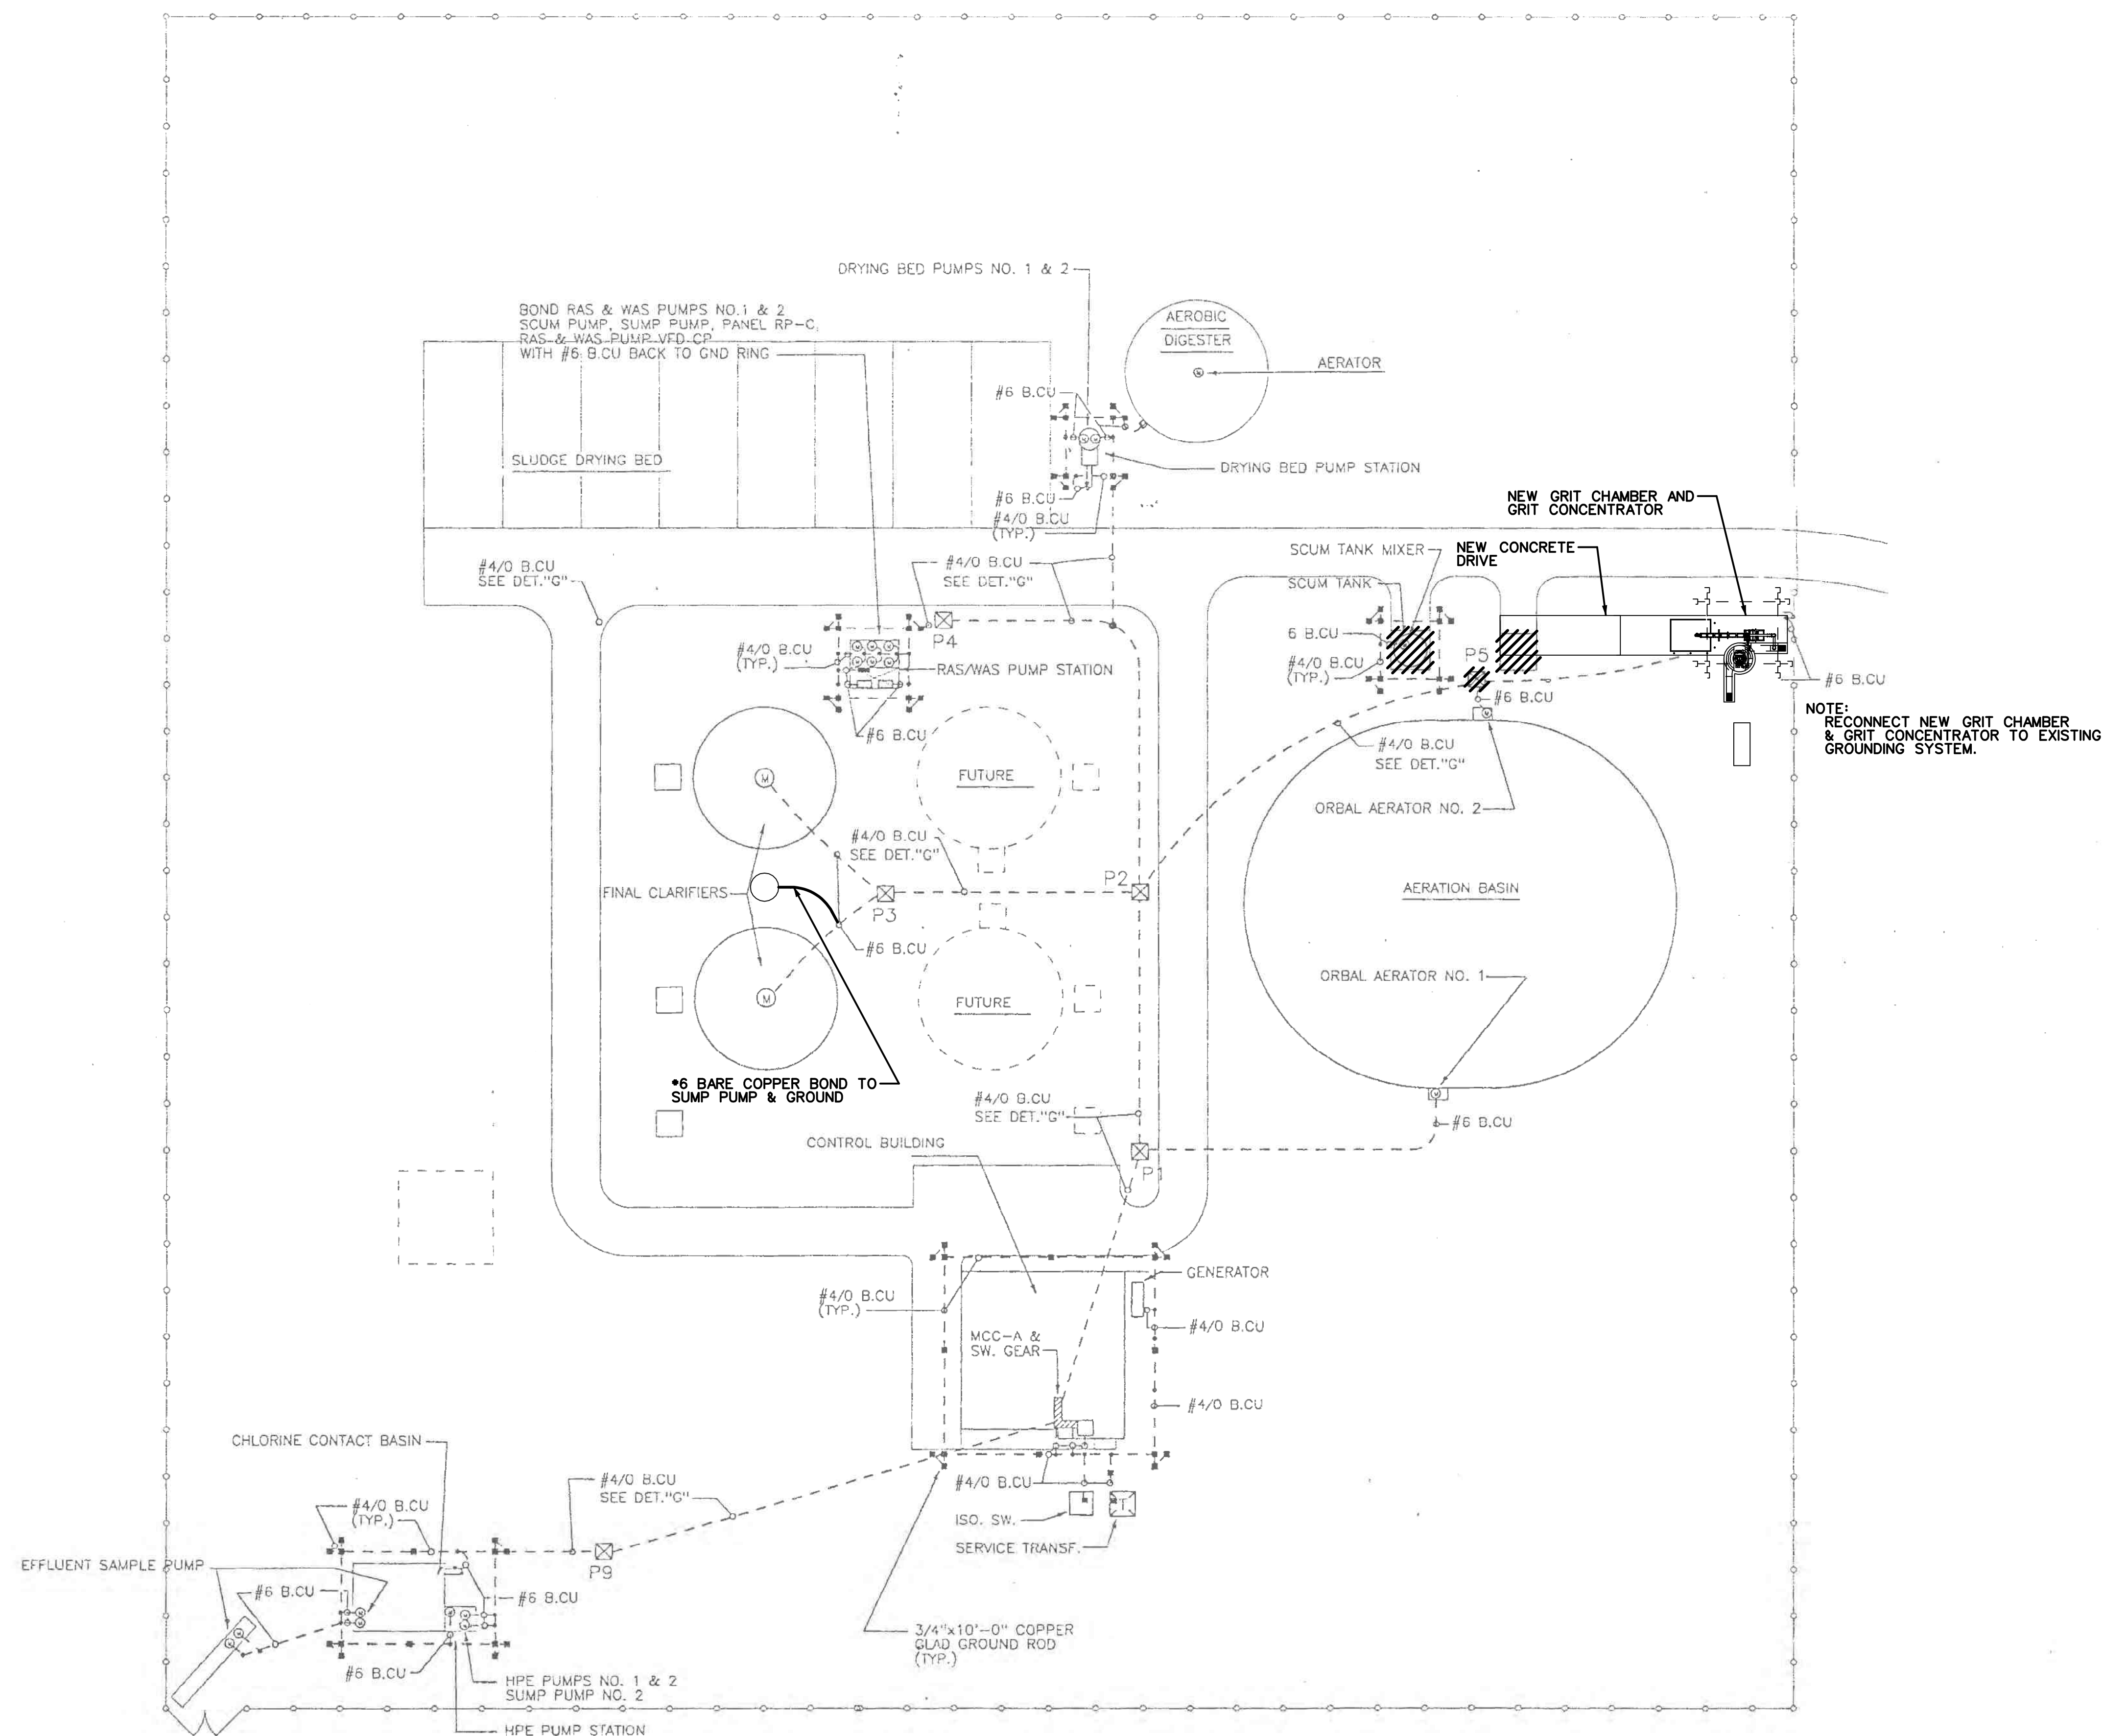 DRYING BED PUMPS NO. 1 & 2
BOND RAS & WAS PUMPS NO.1 & 2
SCUM PUMP, SUMP PUMP, PANEL RP-C,
RAS & WAS PUMP VFD CP
WITH #6 B.CU BACK TO GND RING
AEROBIC
DIGESTER
AERATOR
#6 B.CU
SLUDGE DRYING BED
DRYING BED PUMP STATION
#6 B.CU
#4/0 B.CU
(TYP.)
NEW GRIT CHAMBER AND
GRIT CONCENTRATOR
SCUM TANK MIXER
NEW CONCRETE
DRIVE
#4/0 B.CU
SEE DET."G"
#4/0 B.CU
SEE DET."G"
SCUM TANK
6 B.CU
P4
#4/0 B.CU
(TYP.)
RAS/WAS PUMP STATION
#4/0 B.CU
(TYP.)
P5
#6 B.CU
#6 B.CU
NOTE:
RECONNECT NEW GRIT CHAMBER
& GRIT CONCENTRATOR TO EXISTING
GROUNDING SYSTEM.
#6 B.CU
#4/0 B.CU
SEE DET."G"
M
FUTURE
ORBAL AERATOR NO. 2
#4/0 B.CU
SEE DET."G"
FINAL CLARIFIERS
P3
P2
AERATION BASIN
#6 B.CU
ORBAL AERATOR NO. 1
M
FUTURE
•6 BARE COPPER BOND TO
SUMP PUMP & GROUND
#4/0 B.CU
SEE DET."G"
#6 B.CU
CONTROL BUILDING
P1
GENERATOR
#4/0 B.CU
(TYP.)
#4/0 B.CU
MCC-A &
SW. GEAR
#4/0 B.CU
CHLORINE CONTACT BASIN
#4/0 B.CU
SEE DET."G"
#4/0 B.CU
#4/0 B.CU
(TYP.)
ISO. SW.
T
SERVICE TRANSF.
EFFLUENT SAMPLE PUMP
P9
#6 B.CU
#6 B.CU
3/4"x10'-0" COPPER
GLAD GROUND ROD
(TYP.)
#6 B.CU
HPE PUMPS NO. 1 & 2
SUMP PUMP NO. 2
HPE PUMP STATION